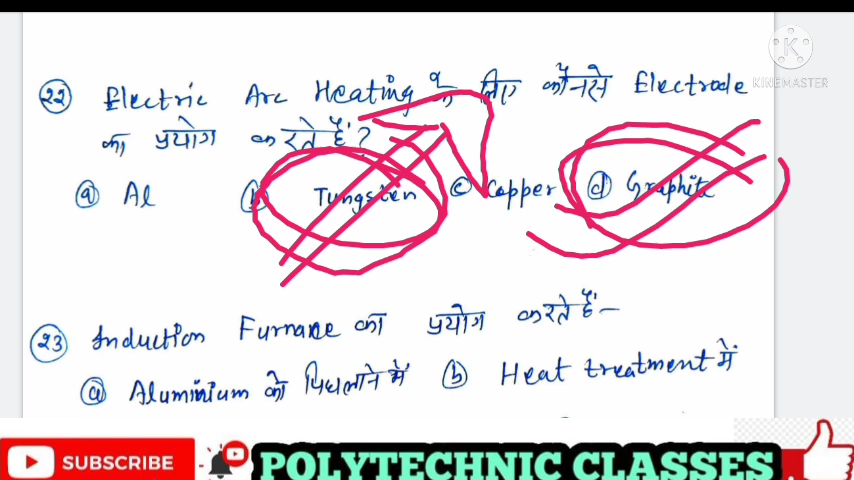 KINEMASTER
22 Electric Arc Heating के लिए कौनसे Electrode
का प्रयोग करते हैं?
a Al b Tungsten c Copper d Graphite
23 Induction Furnane का प्रयोग करते हैं—
a Aluminium को पिघलाने में b Heat treatment में
SUBSCRIBE POLYTECHNIC CLASSES.